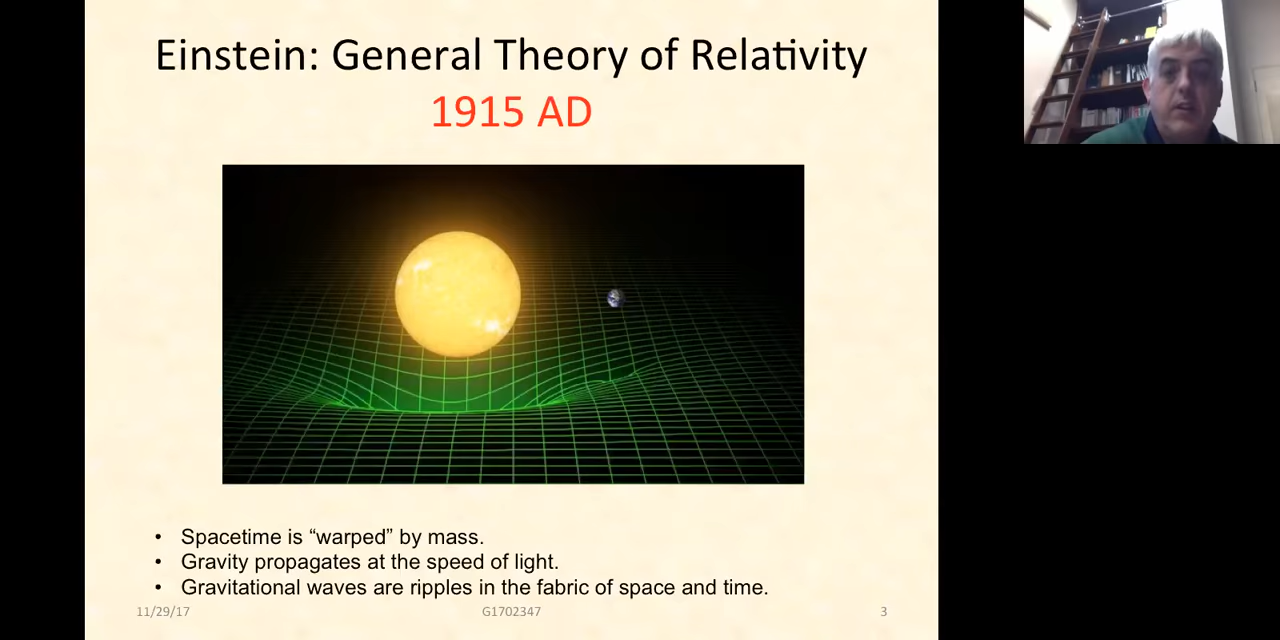 Einstein: General Theory of Relativity
1915 AD
• Spacetime is “warped” by mass.
• Gravity propagates at the speed of light.
• Gravitational waves are ripples in the fabric of space and time.
11/29/17 G1702347 3